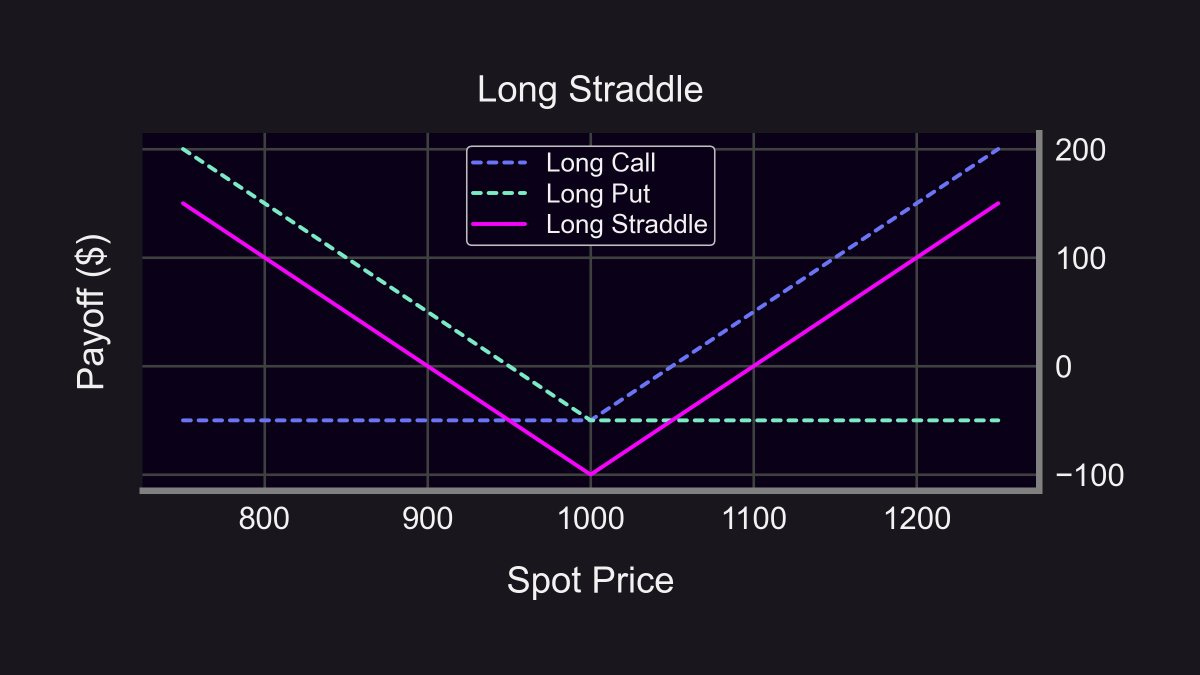 Long Straddle
Long Call
Long Put
Long Straddle
Payoff ($)
200
100
0
−100
800 900 1000 1100 1200
Spot Price